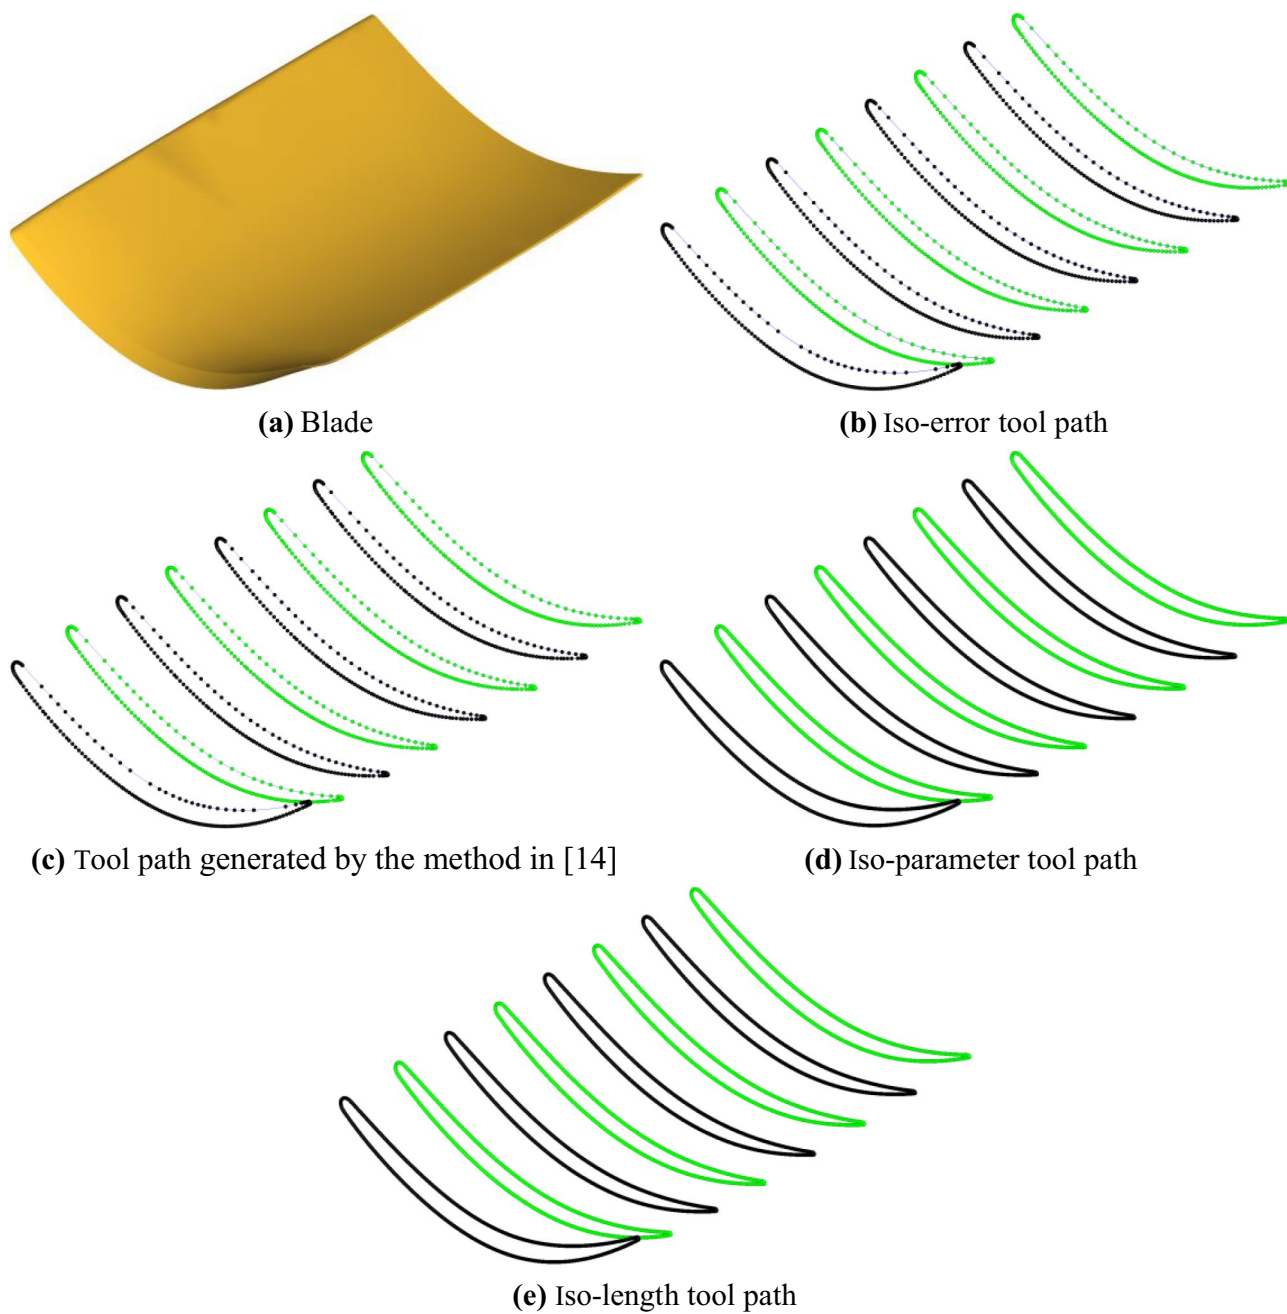 (a) Blade
(b) Iso-error tool path
(c) Tool path generated by the method in [14]
(d) Iso-parameter tool path
(e) Iso-length tool path